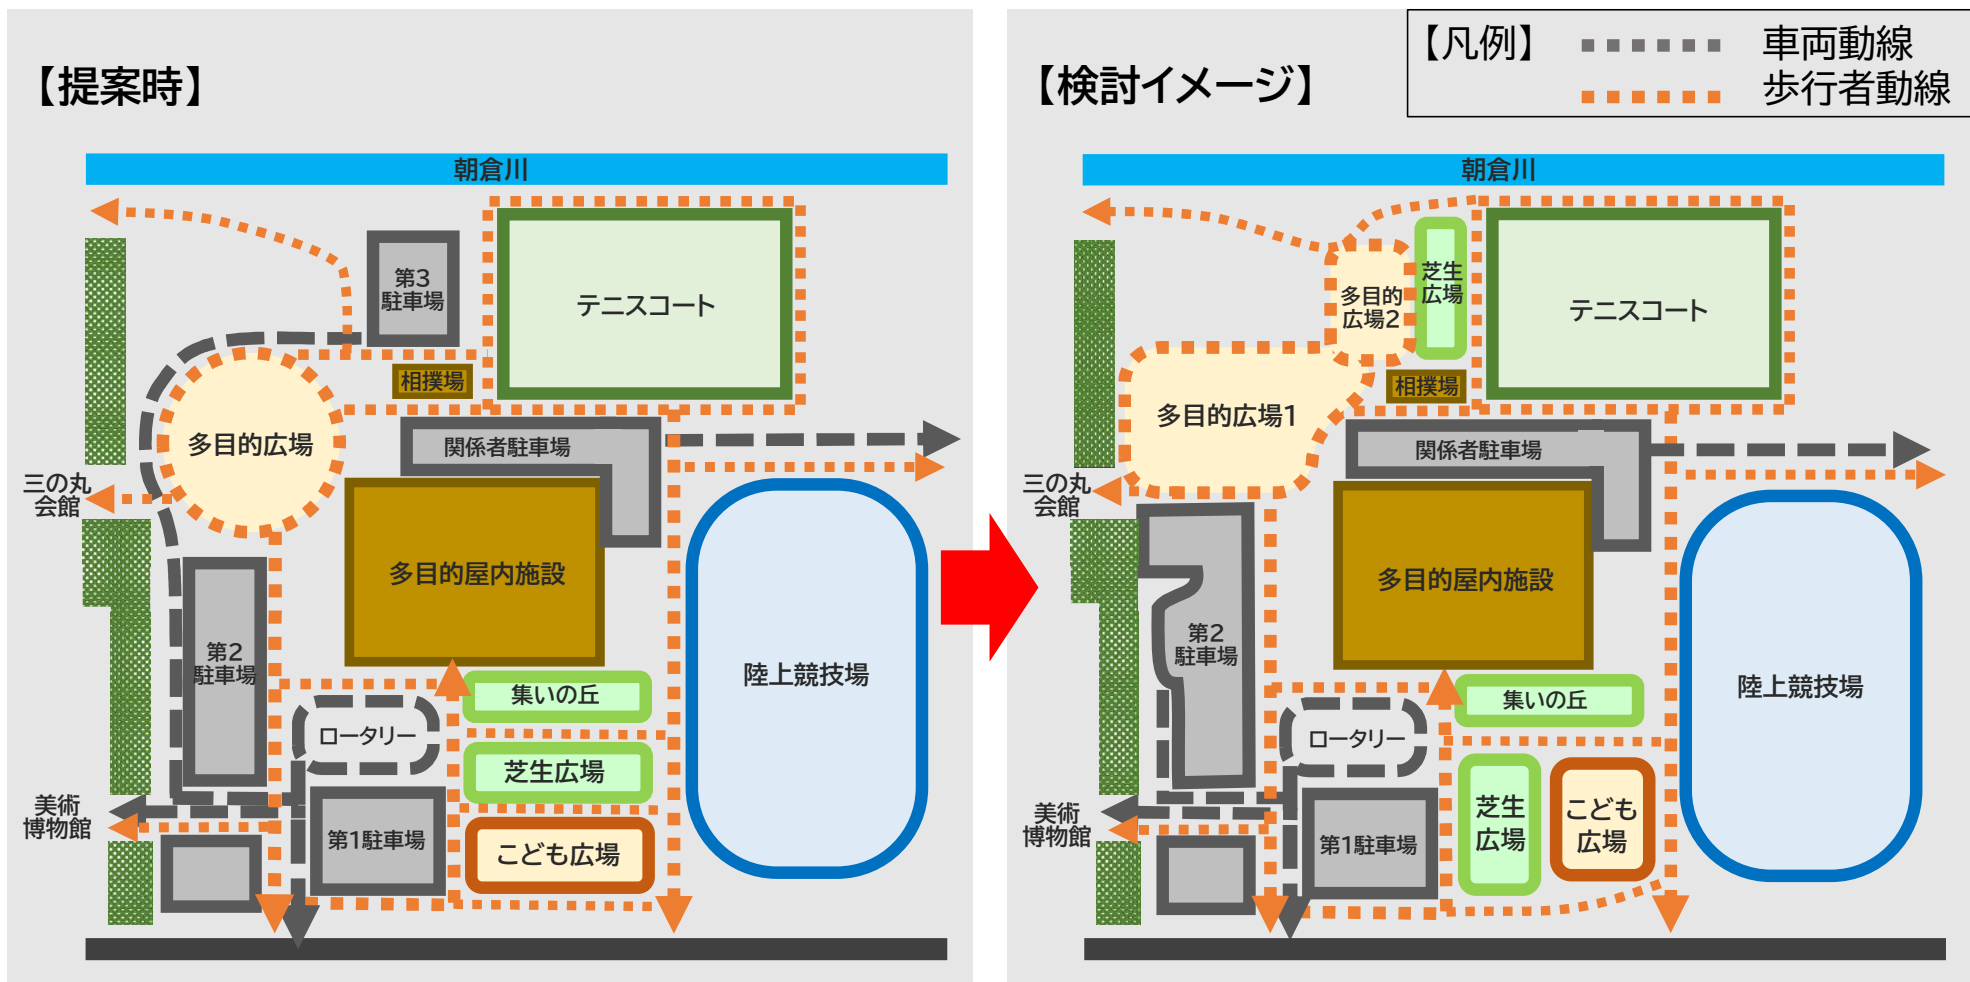 【提案時】
朝倉川
第3
駐車場
テニスコート
相撲場
多目的広場
関係者駐車場
三の丸
会館
多目的屋内施設
第2
駐車場
陸上競技場
集いの丘
ロータリー
芝生広場
美術
博物館
第1駐車場
こども広場
【検討イメージ】
【凡例】
車両動線
歩行者動線
朝倉川
芝生
広場
多目的
広場2
テニスコート
相撲場
多目的広場1
関係者駐車場
三の丸
会館
多目的屋内施設
第2
駐車場
陸上競技場
集いの丘
ロータリー
美術
博物館
第1駐車場
芝生
広場
こども
広場